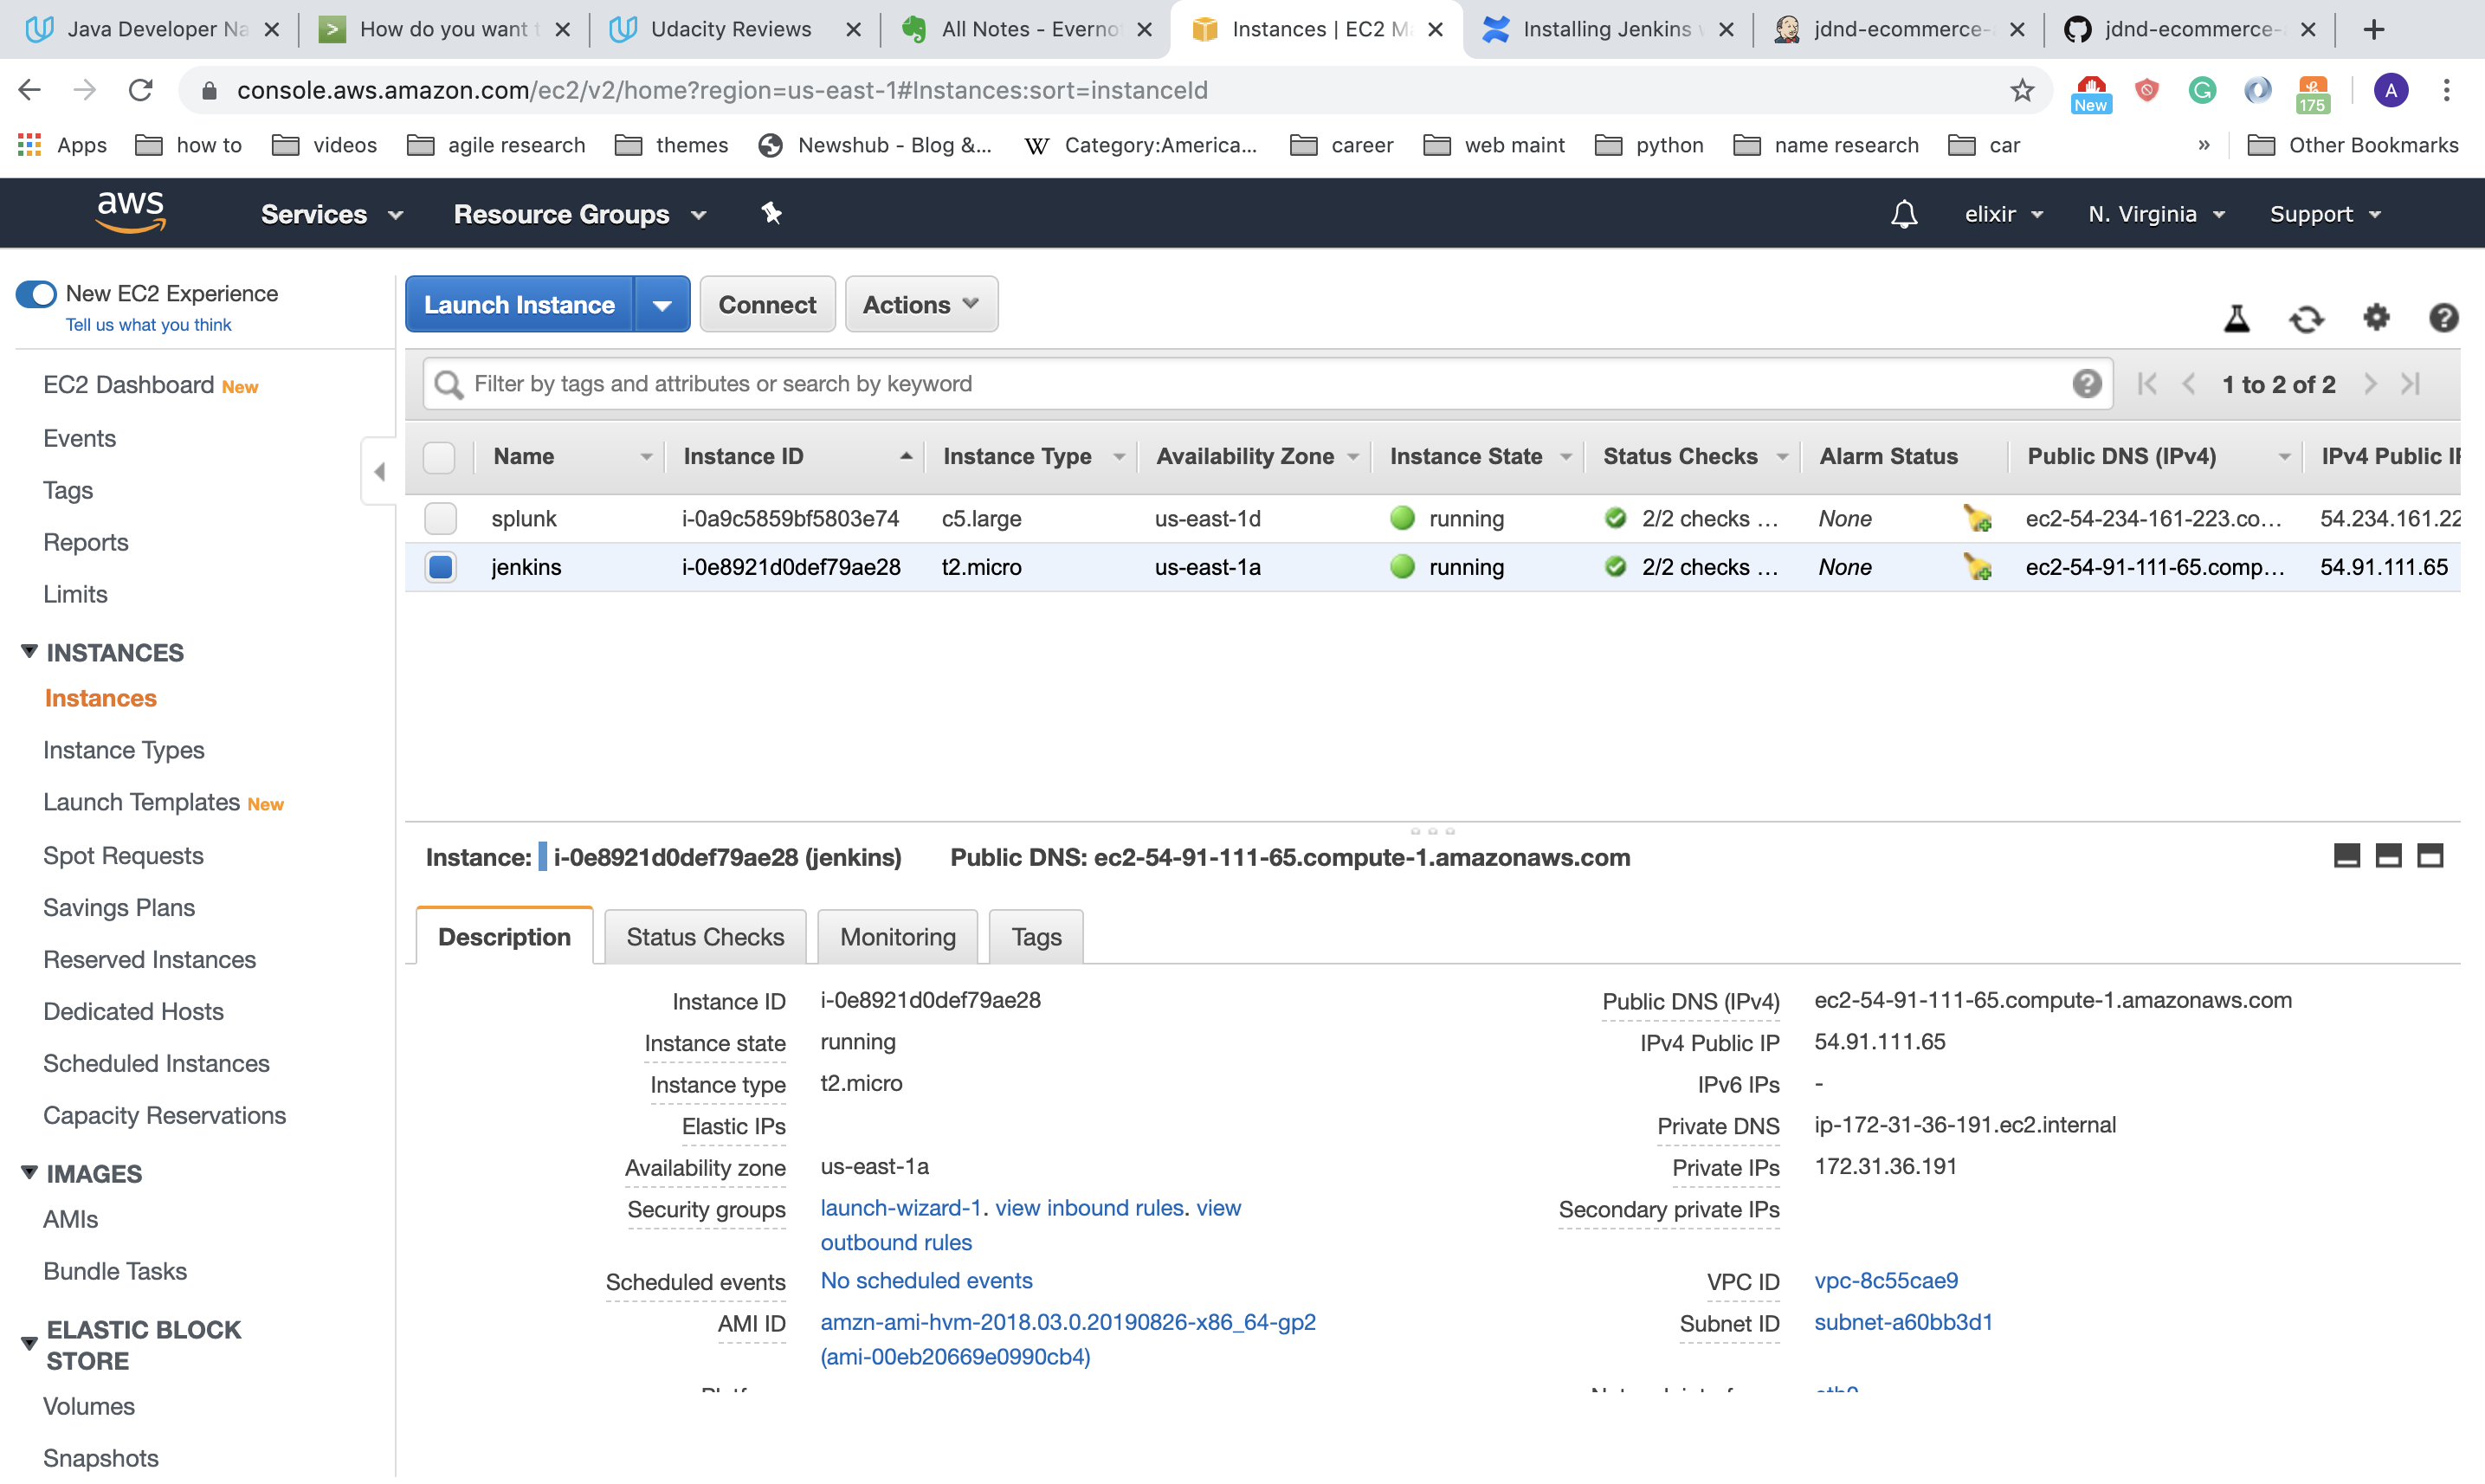 Java Developer Na
How do you want t
Udacity Reviews
All Notes - Everno
Instances | EC2 M
Installing Jenkins w
jdnd-ecommerce-
jdnd-ecommerce-
console.aws.amazon.com/ec2/v2/home?region=us-east-1#Instances:sort=instanceId
New
175
A
Apps
how to
videos
agile research
themes
Newshub - Blog &...
Category:America...
career
web maint
python
name research
car
»
Other Bookmarks
aws
Services
Resource Groups
elixir
N. Virginia
Support
New EC2 Experience
Tell us what you think
EC2 Dashboard New
Events
Tags
Reports
Limits
INSTANCES
Instances
Instance Types
Launch Templates New
Spot Requests
Savings Plans
Reserved Instances
Dedicated Hosts
Scheduled Instances
Capacity Reservations
IMAGES
AMIs
Bundle Tasks
ELASTIC BLOCK
STORE
Volumes
Snapshots
Launch Instance
Connect
Actions
Filter by tags and attributes or search by keyword
1 to 2 of 2
Name Instance ID Instance Type Availability Zone Instance State Status Checks Alarm Status Public DNS (IPv4) IPv4 Public IP
splunk i-0a9c5859bf5803e74 c5.large us-east-1d running 2/2 checks ... None ec2-54-234-161-223.co... 54.234.161.22
jenkins i-0e8921d0def79ae28 t2.micro us-east-1a running 2/2 checks ... None ec2-54-91-111-65.comp... 54.91.111.65
Instance: i-0e8921d0def79ae28 (jenkins) Public DNS: ec2-54-91-111-65.compute-1.amazonaws.com
Description
Status Checks
Monitoring
Tags
Instance ID i-0e8921d0def79ae28
Instance state running
Instance type t2.micro
Elastic IPs
Availability zone us-east-1a
Security groups launch-wizard-1. view inbound rules. view
outbound rules
Scheduled events No scheduled events
AMI ID amzn-ami-hvm-2018.03.0.20190826-x86_64-gp2
(ami-00eb20669e0990cb4)
Public DNS (IPv4) ec2-54-91-111-65.compute-1.amazonaws.com
IPv4 Public IP 54.91.111.65
IPv6 IPs -
Private DNS ip-172-31-36-191.ec2.internal
Private IPs 172.31.36.191
Secondary private IPs
VPC ID vpc-8c55cae9
Subnet ID subnet-a60bb3d1